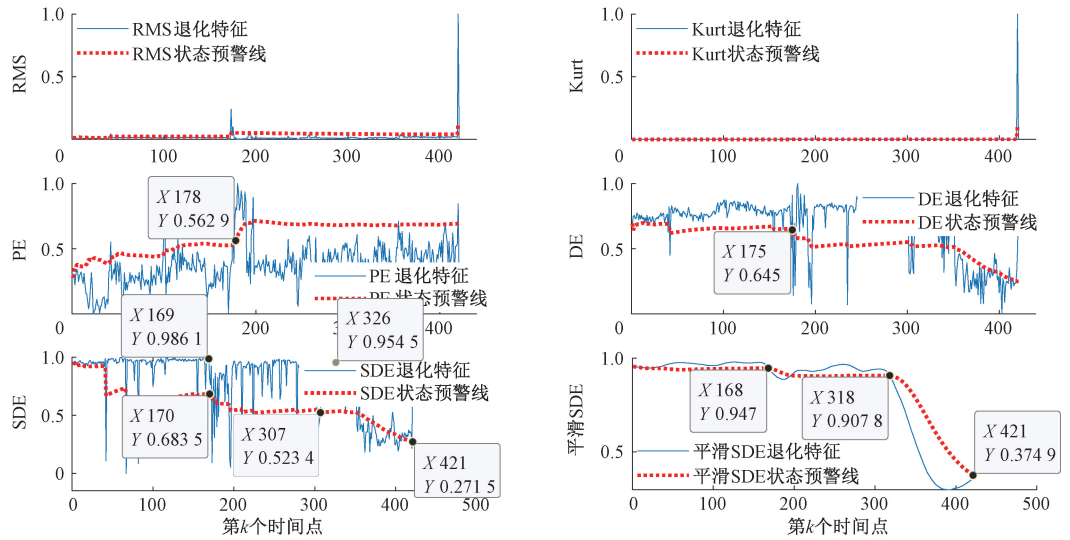 1.0
RMS退化特征
RMS状态预警线
0.5
RMS
0
100
200
300
400
1.0
Kurt退化特征
Kurt状态预警线
0.5
Kurt
0
100
200
300
400
1.0
X 178
Y 0.562 9
0.5
PE
PE 退化特征
PE 状态预警线
0
200
300
400
1.0
DE退化特征
DE状态预警线
0.5
DE
X 175
Y 0.645
0
100
200
300
400
X 169
Y 0.986 1
X 326
Y 0.954 5
1.0
SDE退化特征
SDE状态预警线
0.5
SDE
X 170
Y 0.683 5
X 307
Y 0.523 4
X 421
Y 0.271 5
0
0
100
200
300
400
500
第k个时间点
1.0
X 168
Y 0.947
X 318
Y 0.907 8
X 421
Y 0.374 9
0.5
平滑SDE
平滑SDE退化特征
平滑SDE状态预警线
0
100
200
300
400
500
第k个时间点